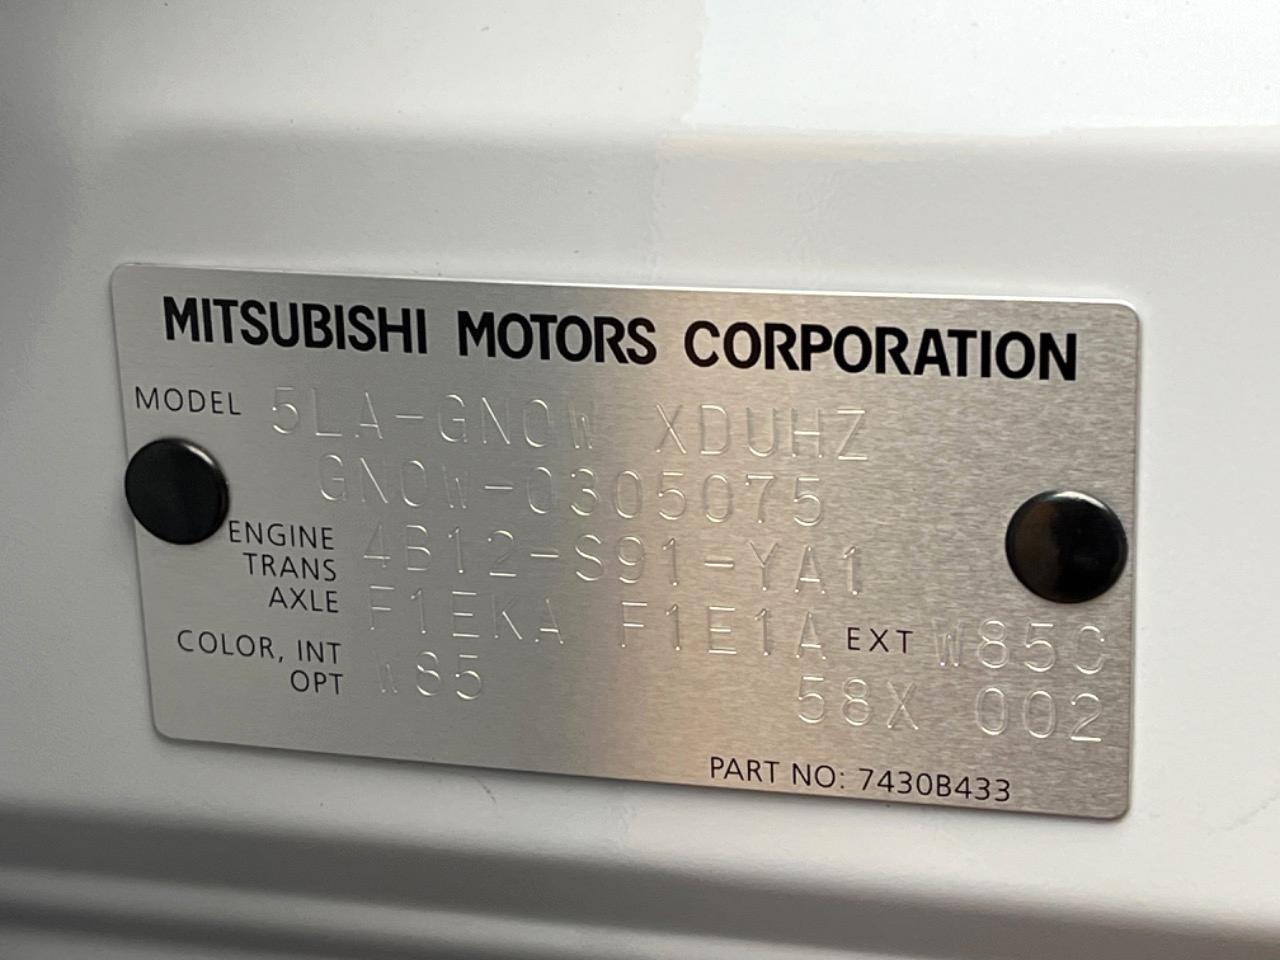 MITSUBISHI MOTORS CORPORATION
MODEL 5LA-GN0W XDUHZ
GN0W-0305075
ENGINE 4B12-S91-YA1
TRANS
AXLE F1EKA F1E1A EXT W85C
COLOR, INT W85
OPT 58X 002
PART NO: 7430B433